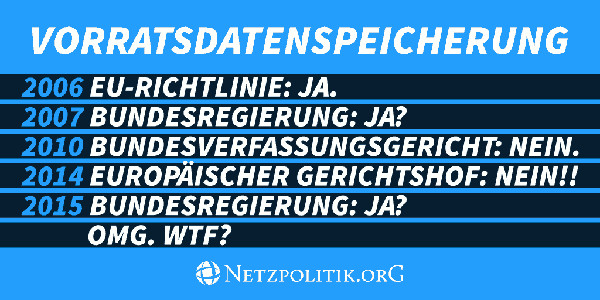 VORRATSDATENSPEICHERUNG
2006 EU-RICHTLINIE: JA.
2007 BUNDESREGIERUNG: JA?
2010 BUNDESVERFASSUNGSGERICHT: NEIN.
2014 EUROPÄISCHER GERICHTSHOF: NEIN!!
2015 BUNDESREGIERUNG: JA?
OMG. WTF?
NETZPOLITIK.ORG